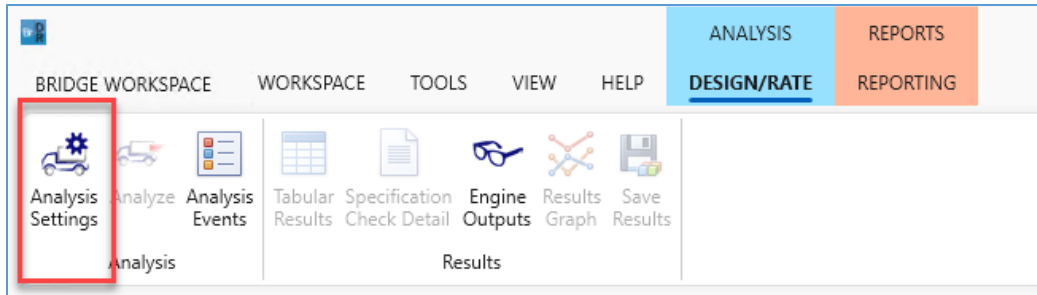 ANALYSIS REPORTS
BRIDGE WORKSPACE WORKSPACE TOOLS VIEW HELP DESIGN/RATE REPORTING
Analysis Analyze Analysis Tabular Specification Engine Results Save
Settings Events Results Check Detail Outputs Graph Results
Analysis Results